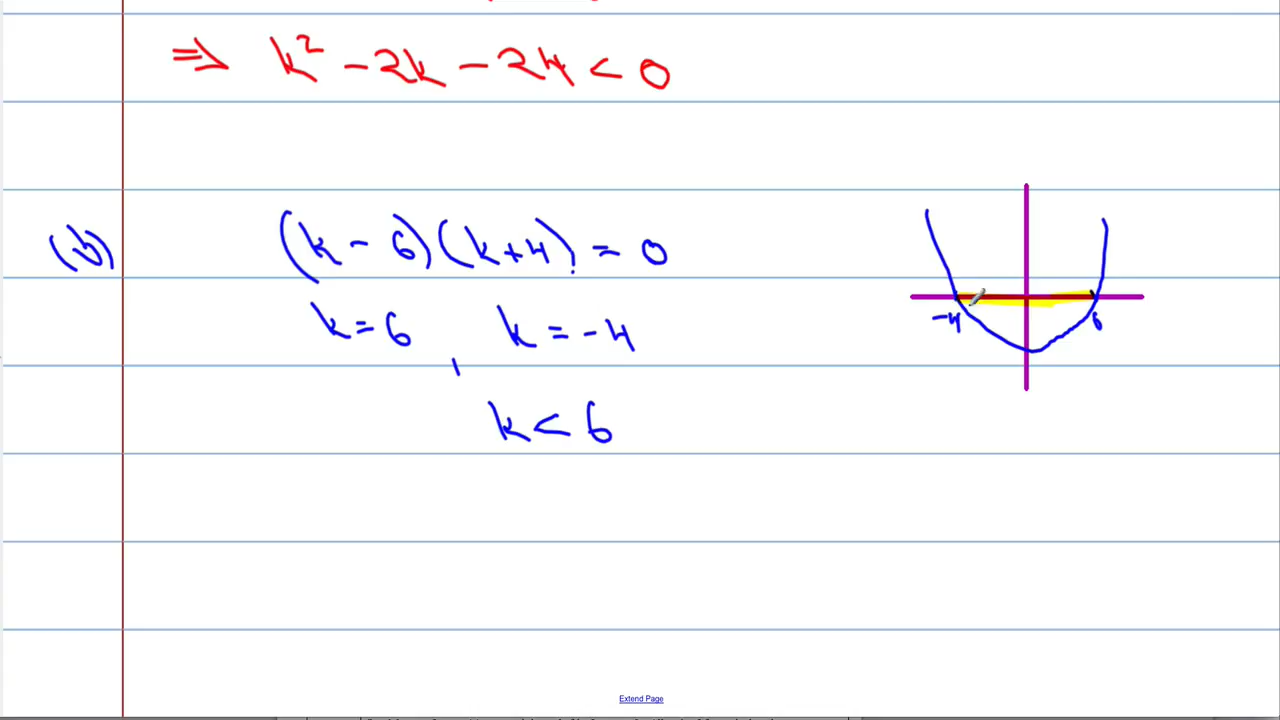 ⇒ k² - 2k - 24 < 0
(b) (k - 6)(k + 4) = 0
k = 6 , k = -4
k < 6
-4 6
Extend Page